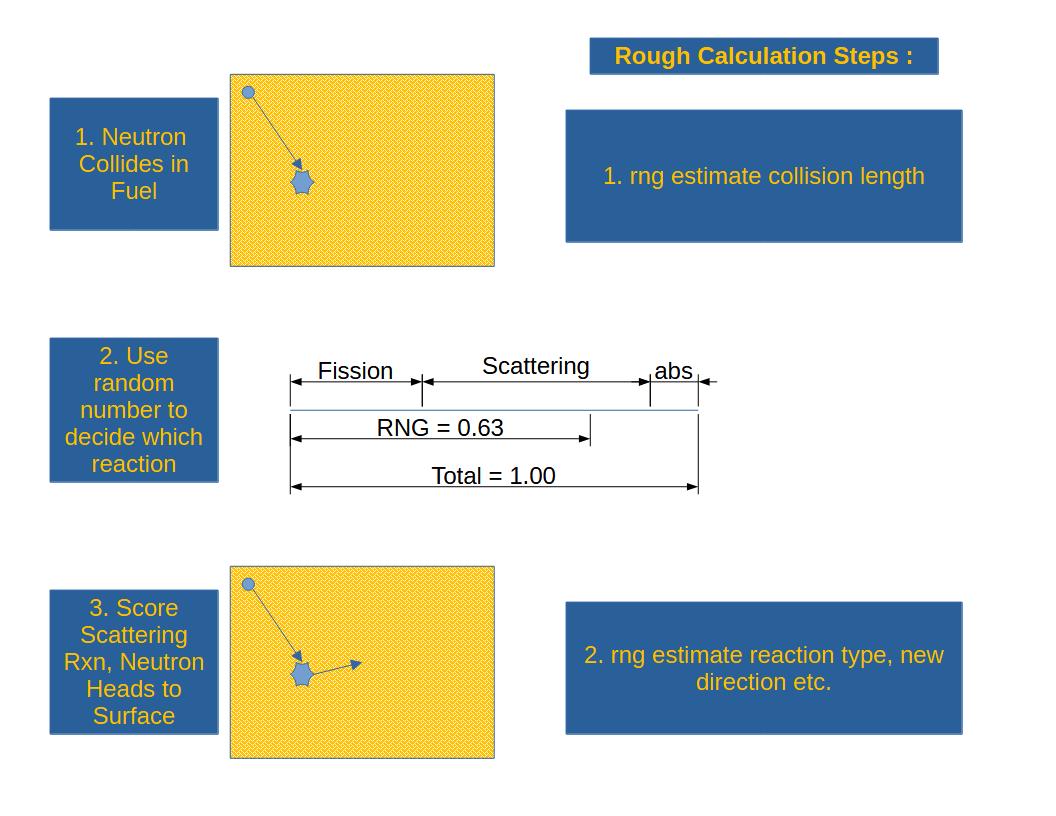 Rough Calculation Steps :
1. Neutron
Collides in
Fuel
1. rng estimate collision length
2. Use
random
number to
decide which
reaction
Fission
Scattering
abs
RNG = 0.63
Total = 1.00
3. Score
Scattering
Rxn, Neutron
Heads to
Surface
2. rng estimate reaction type, new
direction etc.